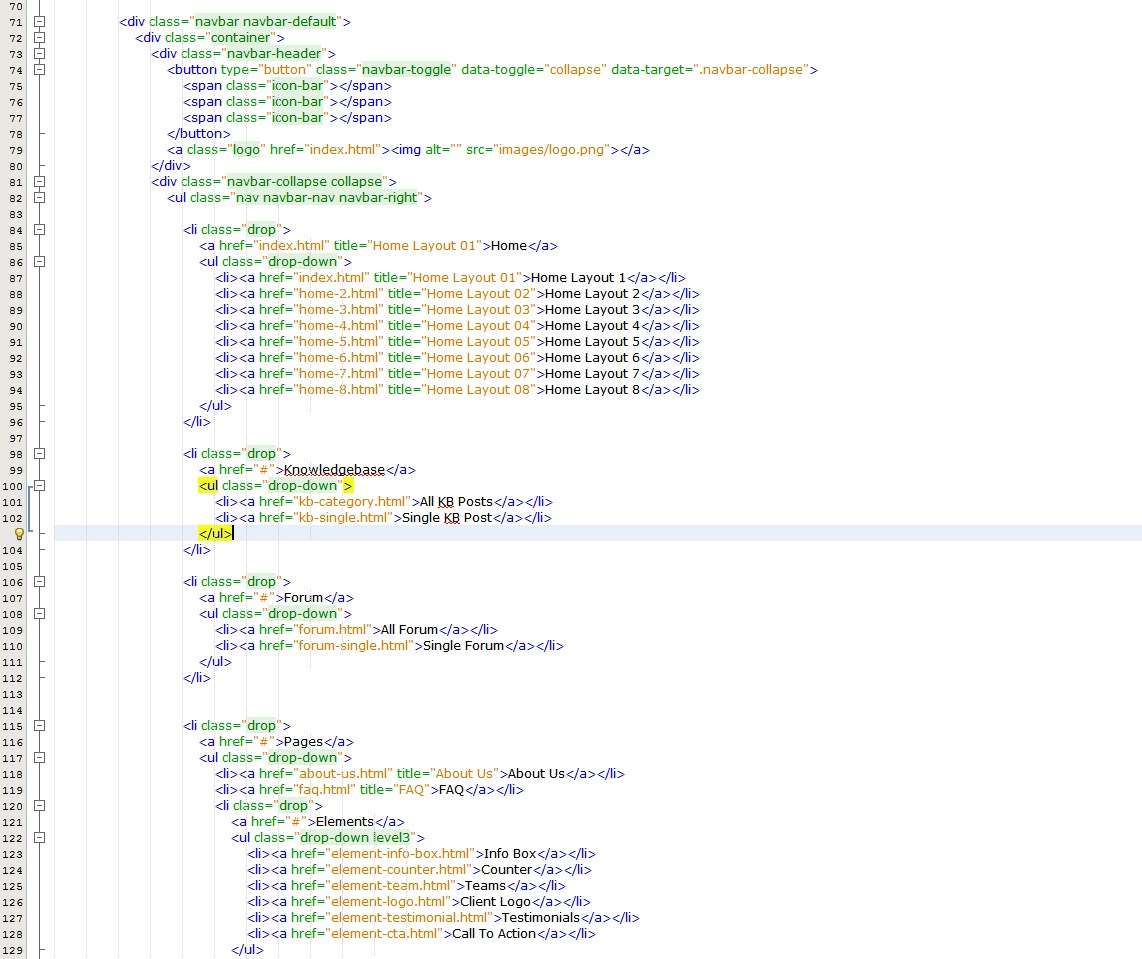 70
71 <div class="navbar navbar-default">
72 <div class="container">
73 <div class="navbar-header">
74 <button type="button" class="navbar-toggle" data-toggle="collapse" data-target=".navbar-collapse">
75 <span class="icon-bar"></span>
76 <span class="icon-bar"></span>
77 <span class="icon-bar"></span>
78 </button>
79 <a class="logo" href="index.html"><img alt="" src="images/logo.png"></a>
80 </div>
81 <div class="navbar-collapse collapse">
82 <ul class="nav navbar-nav navbar-right">
83
84 <li class="drop">
85 <a href="index.html" title="Home Layout 01">Home</a>
86 <ul class="drop-down">
87 <li><a href="index.html" title="Home Layout 01">Home Layout 1</a></li>
88 <li><a href="home-2.html" title="Home Layout 02">Home Layout 2</a></li>
89 <li><a href="home-3.html" title="Home Layout 03">Home Layout 3</a></li>
90 <li><a href="home-4.html" title="Home Layout 04">Home Layout 4</a></li>
91 <li><a href="home-5.html" title="Home Layout 05">Home Layout 5</a></li>
92 <li><a href="home-6.html" title="Home Layout 06">Home Layout 6</a></li>
93 <li><a href="home-7.html" title="Home Layout 07">Home Layout 7</a></li>
94 <li><a href="home-8.html" title="Home Layout 08">Home Layout 8</a></li>
95 </ul>
96 </li>
97
98 <li class="drop">
99 <a href="#">Knowledgebase</a>
100 <ul class="drop-down">
101 <li><a href="kb-category.html">All KB Posts</a></li>
102 <li><a href="kb-single.html">Single KB Post</a></li>
</ul>
104 </li>
105
106 <li class="drop">
107 <a href="#">Forum</a>
108 <ul class="drop-down">
109 <li><a href="forum.html">All Forum</a></li>
110 <li><a href="forum-single.html">Single Forum</a></li>
111 </ul>
112 </li>
113
114
115 <li class="drop">
116 <a href="#">Pages</a>
117 <ul class="drop-down">
118 <li><a href="about-us.html" title="About Us">About Us</a></li>
119 <li><a href="faq.html" title="FAQ">FAQ</a></li>
120 <li class="drop">
121 <a href="#">Elements</a>
122 <ul class="drop-down level3">
123 <li><a href="element-info-box.html">Info Box</a></li>
124 <li><a href="element-counter.html">Counter</a></li>
125 <li><a href="element-team.html">Teams</a></li>
126 <li><a href="element-logo.html">Client Logo</a></li>
127 <li><a href="element-testimonial.html">Testimonials</a></li>
128 <li><a href="element-cta.html">Call To Action</a></li>
129 </ul>